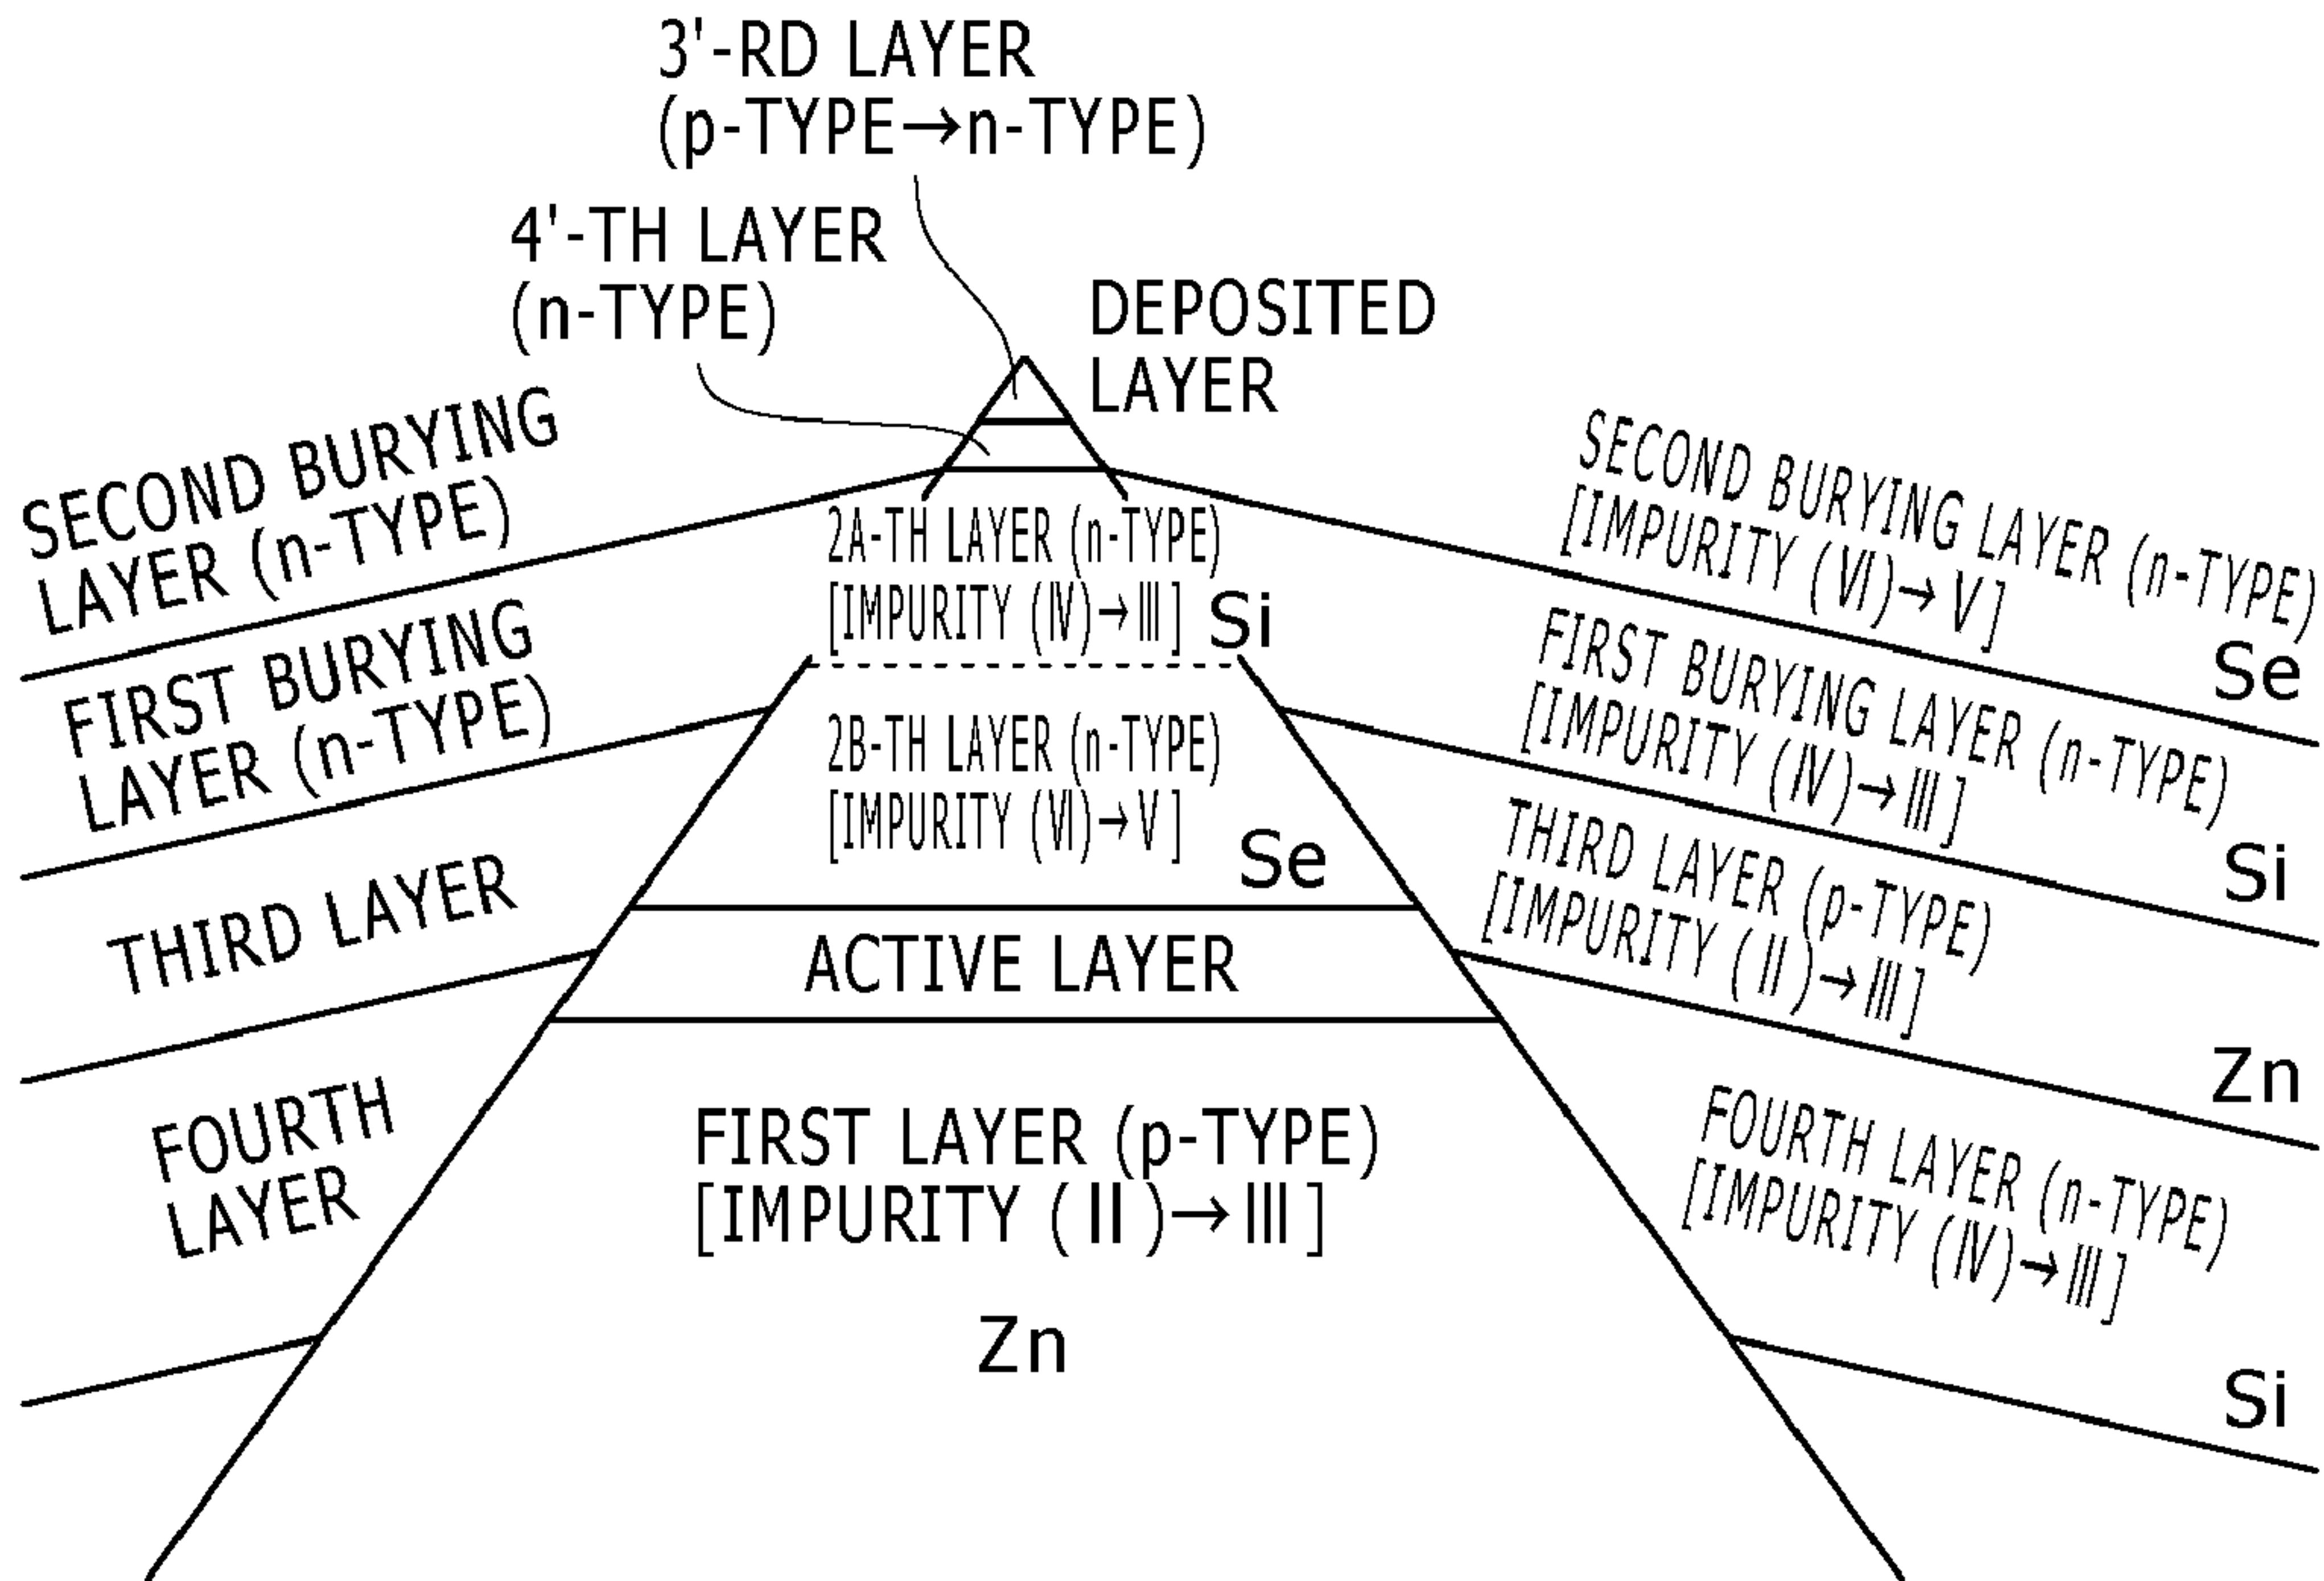 3'-RD LAYER
(p-TYPE→n-TYPE)
4'-TH LAYER
(n-TYPE)
DEPOSITED
LAYER
SECOND BURYING
LAYER (n-TYPE)
FIRST BURYING
LAYER (n-TYPE)
THIRD LAYER
FOURTH
LAYER
2A-TH LAYER (n-TYPE)
[IMPURITY (Ⅳ)→Ⅲ]
Si
2B-TH LAYER (n-TYPE)
[IMPURITY (Ⅵ)→Ⅴ]
Se
ACTIVE LAYER
FIRST LAYER (p-TYPE)
[IMPURITY (Ⅱ)→Ⅲ]
Zn
SECOND BURYING LAYER (n-TYPE)
[IMPURITY (Ⅵ)→Ⅴ]
Se
FIRST BURYING LAYER (n-TYPE)
[IMPURITY (Ⅳ)→Ⅲ]
Si
THIRD LAYER (p-TYPE)
[IMPURITY (Ⅱ)→Ⅲ]
Zn
FOURTH LAYER (n-TYPE)
[IMPURITY (Ⅳ)→Ⅲ]
Si